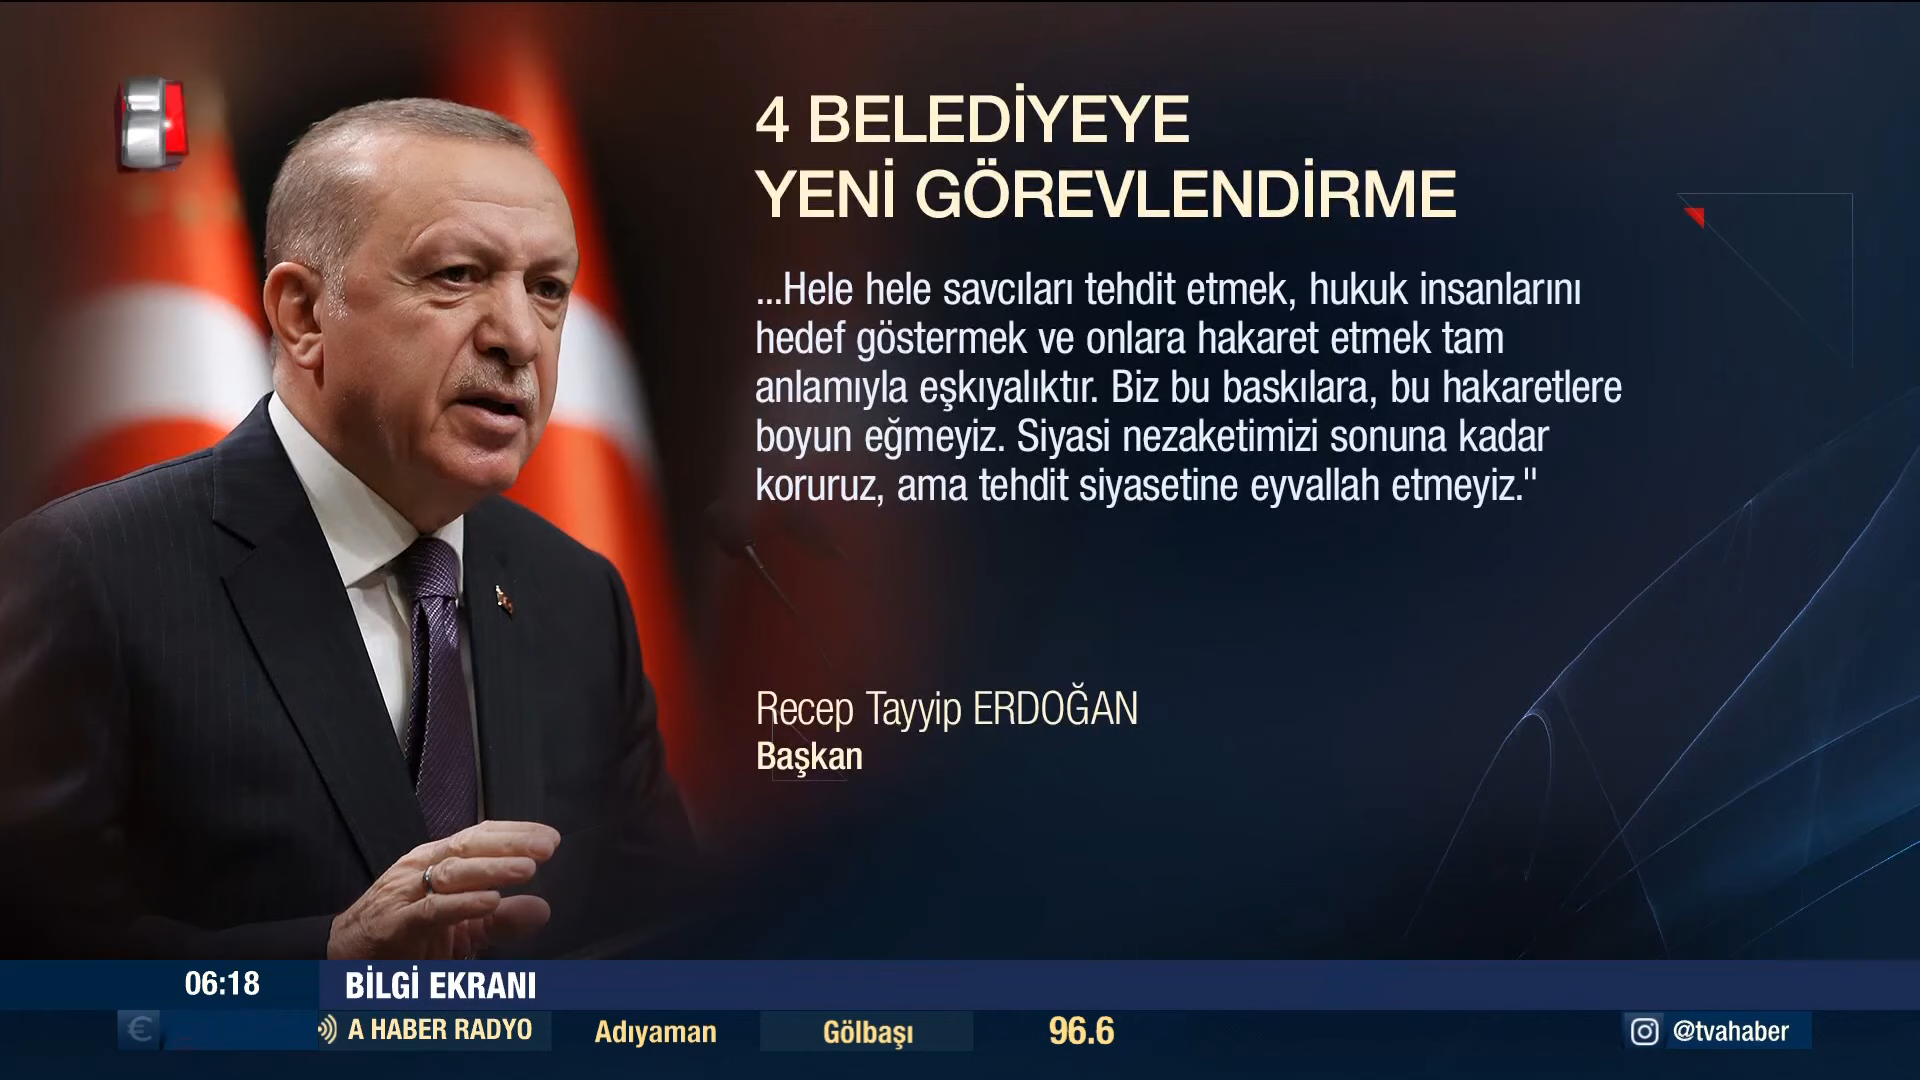 4 BELEDİYEYE
YENİ GÖREVLENDİRME
...Hele hele savcıları tehdit etmek, hukuk insanlarını
hedef göstermek ve onlara hakaret etmek tam
anlamıyla eşkıyalıktır. Biz bu baskılara, bu hakaretlere
boyun eğmeyiz. Siyasi nezaketimizi sonuna kadar
koruruz, ama tehdit siyasetine eyvallah etmeyiz."
Recep Tayyip ERDOĞAN
Başkan
06:18 BİLGİ EKRANI
€ A HABER RADYO Adıyaman Gölbaşı 96.6 @tvahaber